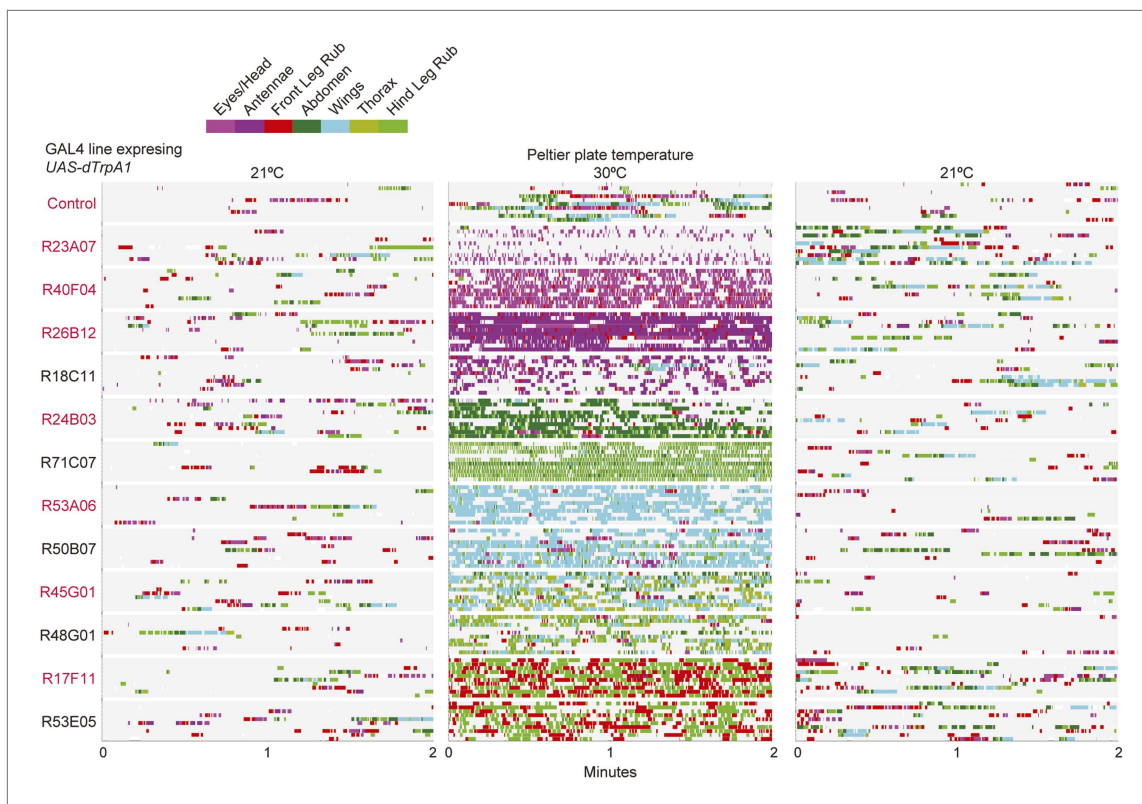 Eyes/Head
Antennae
Front Leg Rub
Abdomen
Wings
Thorax
Hind Leg Rub
GAL4 line expresing
UAS-dTrpA1
Peltier plate temperature
21ºC
30ºC
21ºC
Control
R23A07
R40F04
R26B12
R18C11
R24B03
R71C07
R53A06
R50B07
R45G01
R48G01
R17F11
R53E05
0 1 2 0 1 2 0 1 2
Minutes